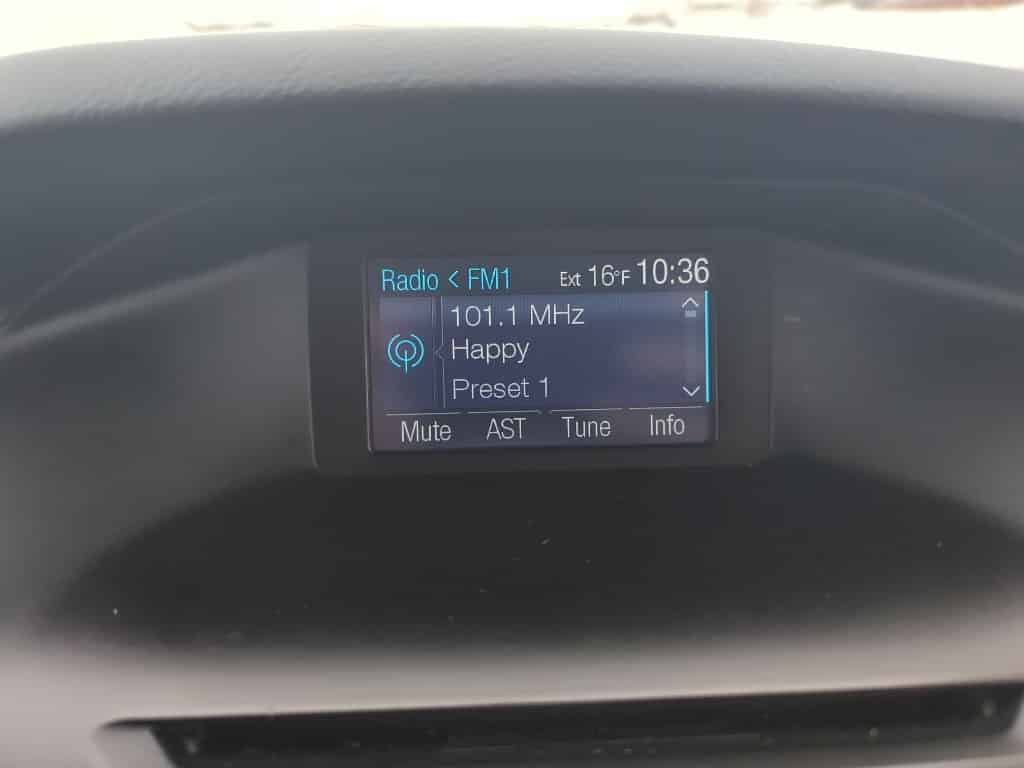 Radio < FM1 Ext 16°F 10:36
101.1 MHz
Happy
Preset 1
Mute AST Tune Info